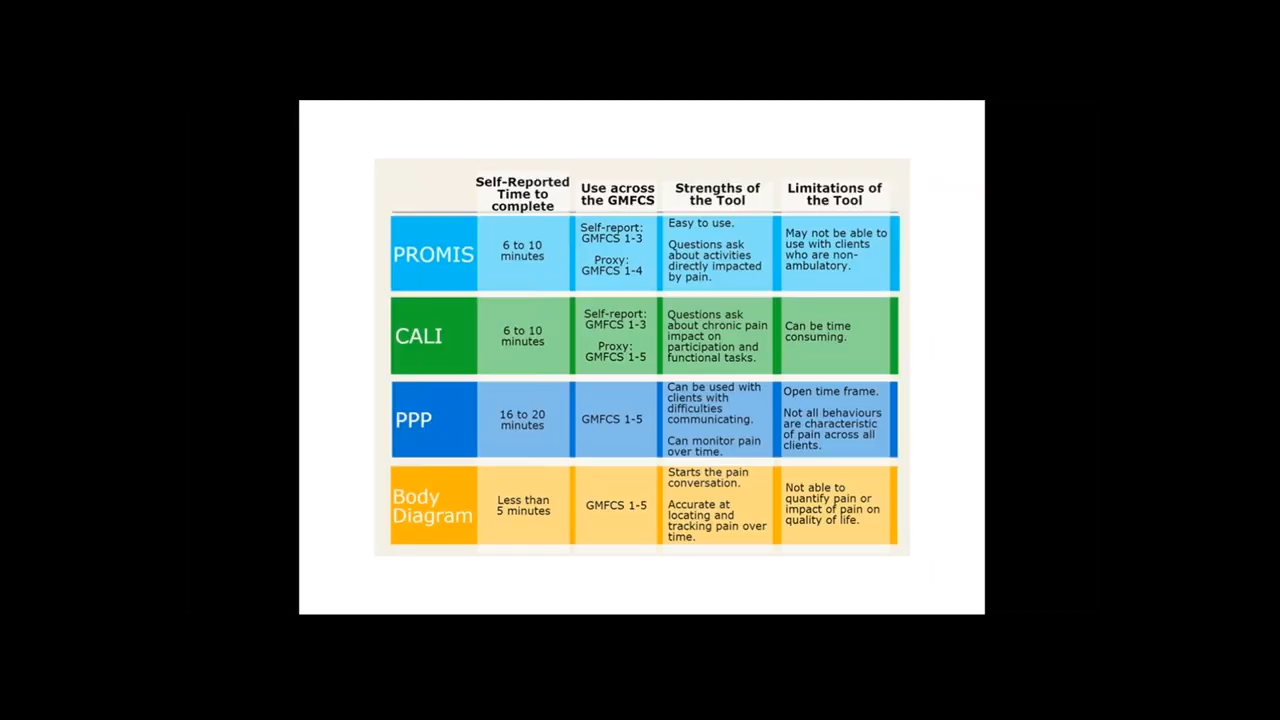 Self-Reported
Time to
complete
Use across
the GMFCS
Strengths of
the Tool
Limitations of
the Tool
PROMIS
6 to 10
minutes
Self-report:
GMFCS 1-3
Proxy:
GMFCS 1-4
Easy to use.
Questions ask
about activities
directly impacted
by pain.
May not be able to
use with clients
who are non-
ambulatory.
CALI
6 to 10
minutes
Self-report:
GMFCS 1-3
Proxy:
GMFCS 1-5
Questions ask
about chronic pain
impact on
participation and
functional tasks.
Can be time
consuming.
PPP
16 to 20
minutes
GMFCS 1-5
Can be used with
clients with
difficulties
communicating.
Can monitor pain
over time.
Open time frame.
Not all behaviours
are characteristic
of pain across all
clients.
Body
Diagram
Less than
5 minutes
GMFCS 1-5
Starts the pain
conversation.
Accurate at
locating and
tracking pain over
time.
Not able to
quantify pain or
impact of pain on
quality of life.